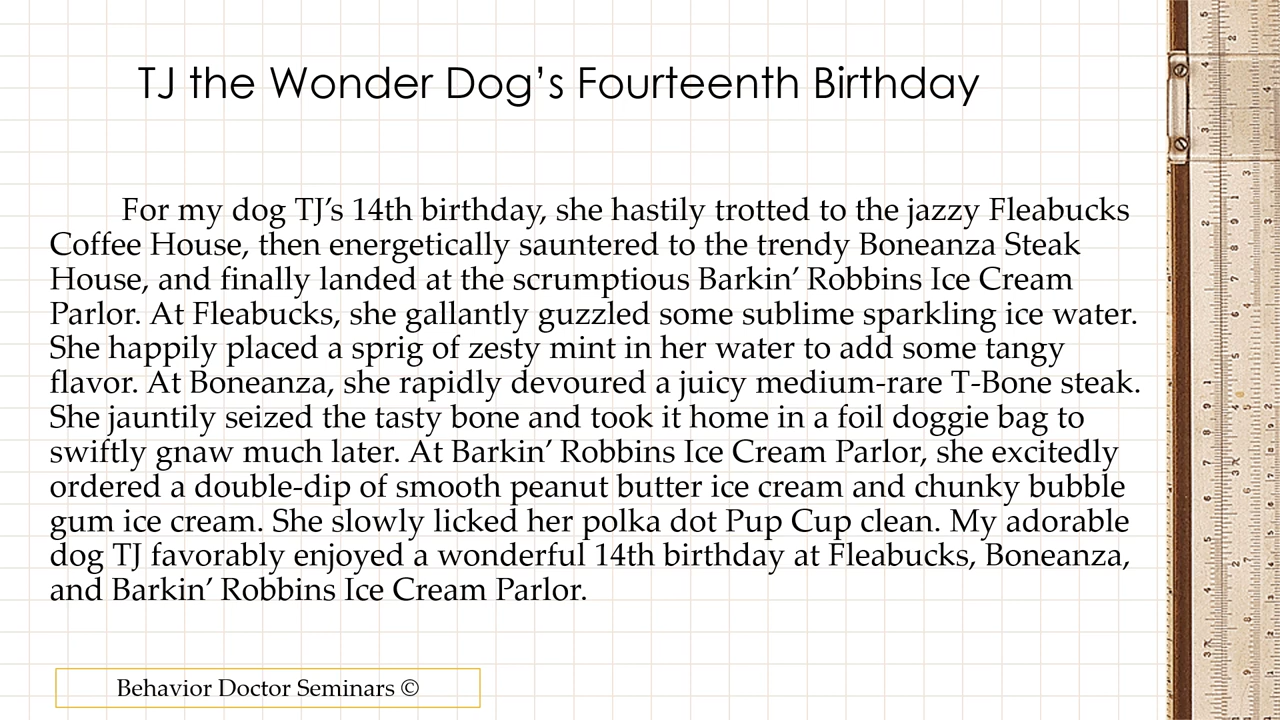 TJ the Wonder Dog’s Fourteenth Birthday
For my dog TJ’s 14th birthday, she hastily trotted to the jazzy Fleabucks
Coffee House, then energetically sauntered to the trendy Boneanza Steak
House, and finally landed at the scrumptious Barkin’ Robbins Ice Cream
Parlor. At Fleabucks, she gallantly guzzled some sublime sparkling ice water.
She happily placed a sprig of zesty mint in her water to add some tangy
flavor. At Boneanza, she rapidly devoured a juicy medium-rare T-Bone steak.
She jauntily seized the tasty bone and took it home in a foil doggie bag to
swiftly gnaw much later. At Barkin’ Robbins Ice Cream Parlor, she excitedly
ordered a double-dip of smooth peanut butter ice cream and chunky bubble
gum ice cream. She slowly licked her polka dot Pup Cup clean. My adorable
dog TJ favorably enjoyed a wonderful 14th birthday at Fleabucks, Boneanza,
and Barkin’ Robbins Ice Cream Parlor.
Behavior Doctor Seminars ©